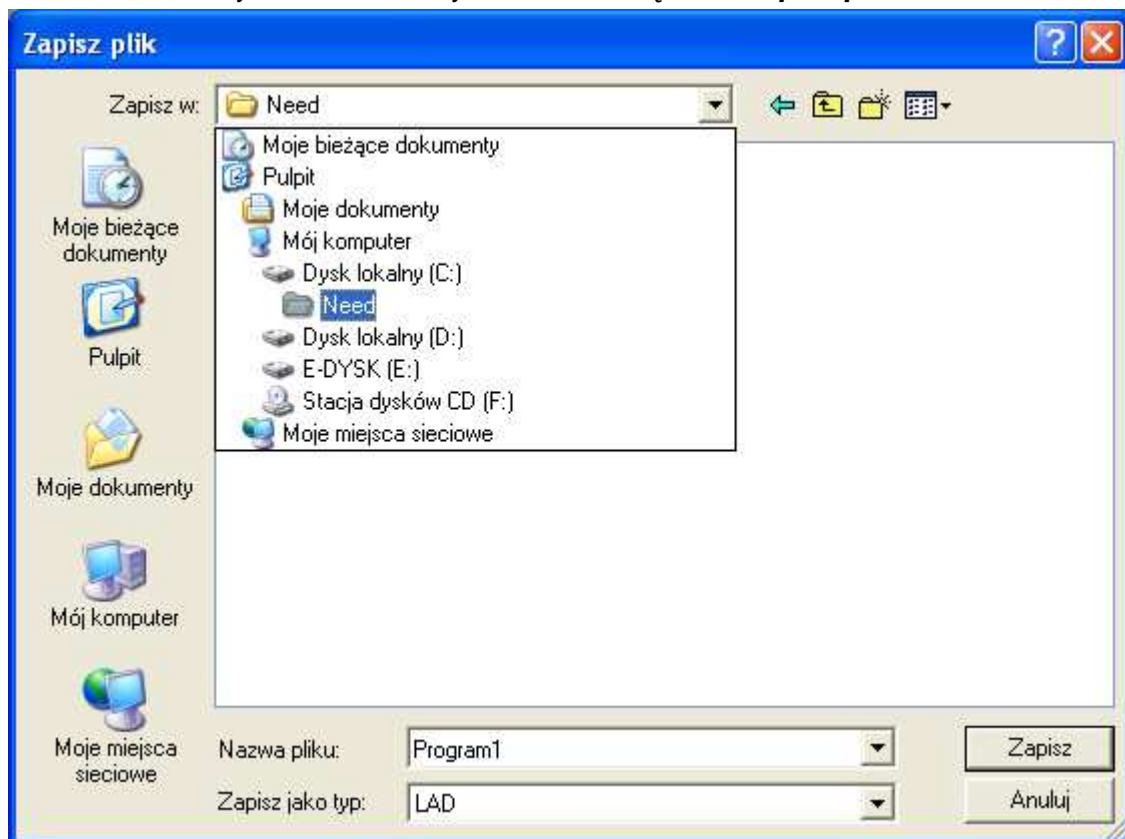 Zapisz plik
Zapisz w: Need
Moje bieżące dokumenty
Pulpit
Moje dokumenty
Mój komputer
Dysk lokalny (C:)
Need
Dysk lokalny (D:)
E-DYSK (E:)
Stacja dysków CD (F:)
Moje miejsca sieciowe
Moje bieżące
dokumenty
Pulpit
Moje dokumenty
Mój komputer
Moje miejsca
sieciowe
Nazwa pliku: Program1 Zapisz
Zapisz jako typ: LAD Anuluj